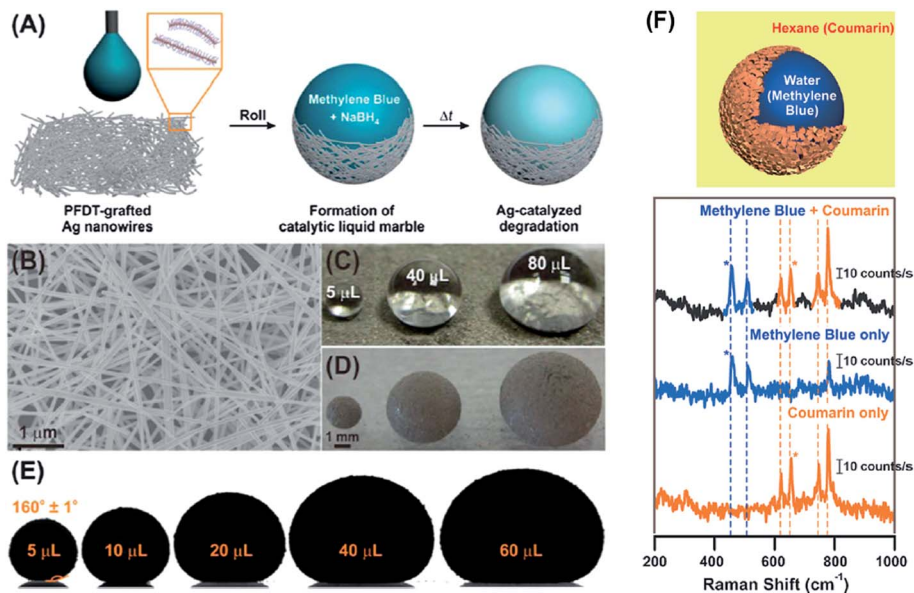 (A)
Methylene Blue
+ NaBH₄
Roll
Δt
PFDT-grafted
Ag nanowires
Formation of
catalytic liquid marble
Ag-catalyzed
degradation
(B)
1 μm
(C)
5 μL
40 μL
80 μL
(D)
1 mm
(E)
160° ± 1°
5 μL
10 μL
20 μL
40 μL
60 μL
(F)
Hexane (Coumarin)
Water
(Methylene
Blue)
Methylene Blue + Coumarin
*
*
10 counts/s
Methylene Blue only
*
10 counts/s
Coumarin only
*
10 counts/s
200 400 600 800 1000
Raman Shift (cm⁻¹)